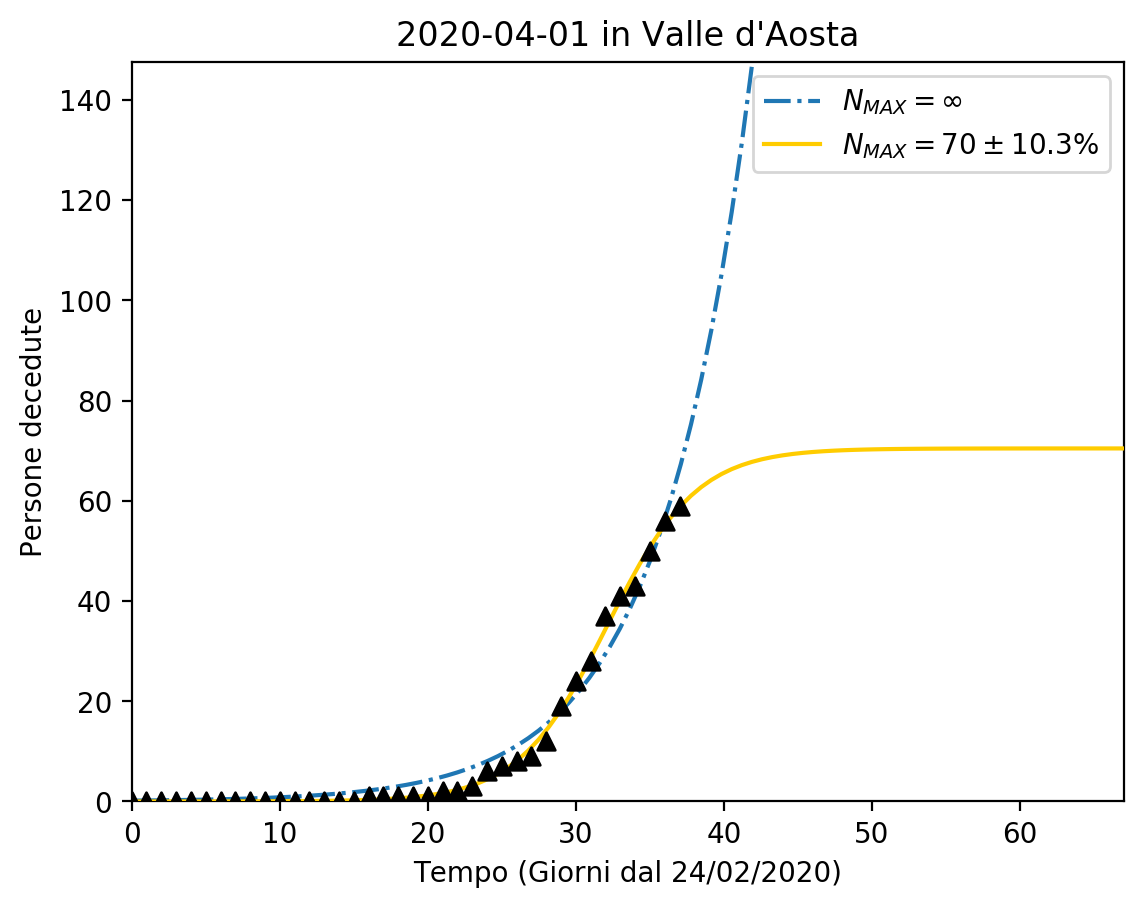 2020-04-01 in Valle d'Aosta
N_MAX = ∞
N_MAX = 70 ± 10.3%
Persone decedute
140
120
100
80
60
40
20
0
0 10 20 30 40 50 60
Tempo (Giorni dal 24/02/2020)